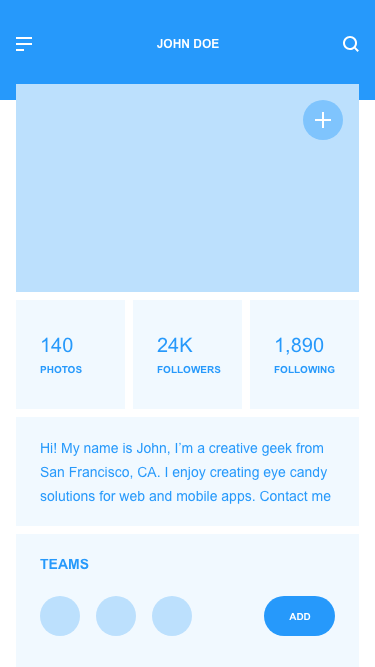 JOHN DOE
140
PHOTOS
24K
FOLLOWERS
1,890
FOLLOWING
Hi! My name is John, I’m a creative geek from
San Francisco, CA. I enjoy creating eye candy
solutions for web and mobile apps. Contact me
TEAMS
ADD